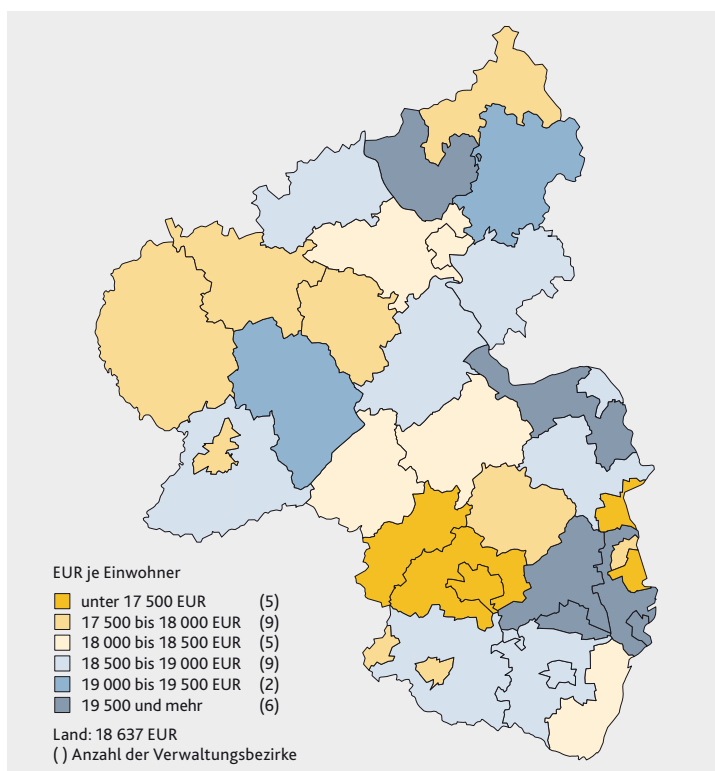 EUR je Einwohner
unter 17 500 EUR (5)
17 500 bis 18 000 EUR (9)
18 000 bis 18 500 EUR (5)
18 500 bis 19 000 EUR (9)
19 000 bis 19 500 EUR (2)
19 500 und mehr (6)
Land: 18 637 EUR
( ) Anzahl der Verwaltungsbezirke